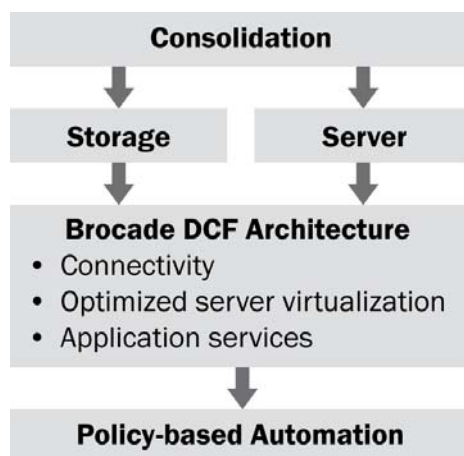 Consolidation
Storage
Server
Brocade DCF Architecture
• Connectivity
• Optimized server virtualization
• Application services
Policy-based Automation